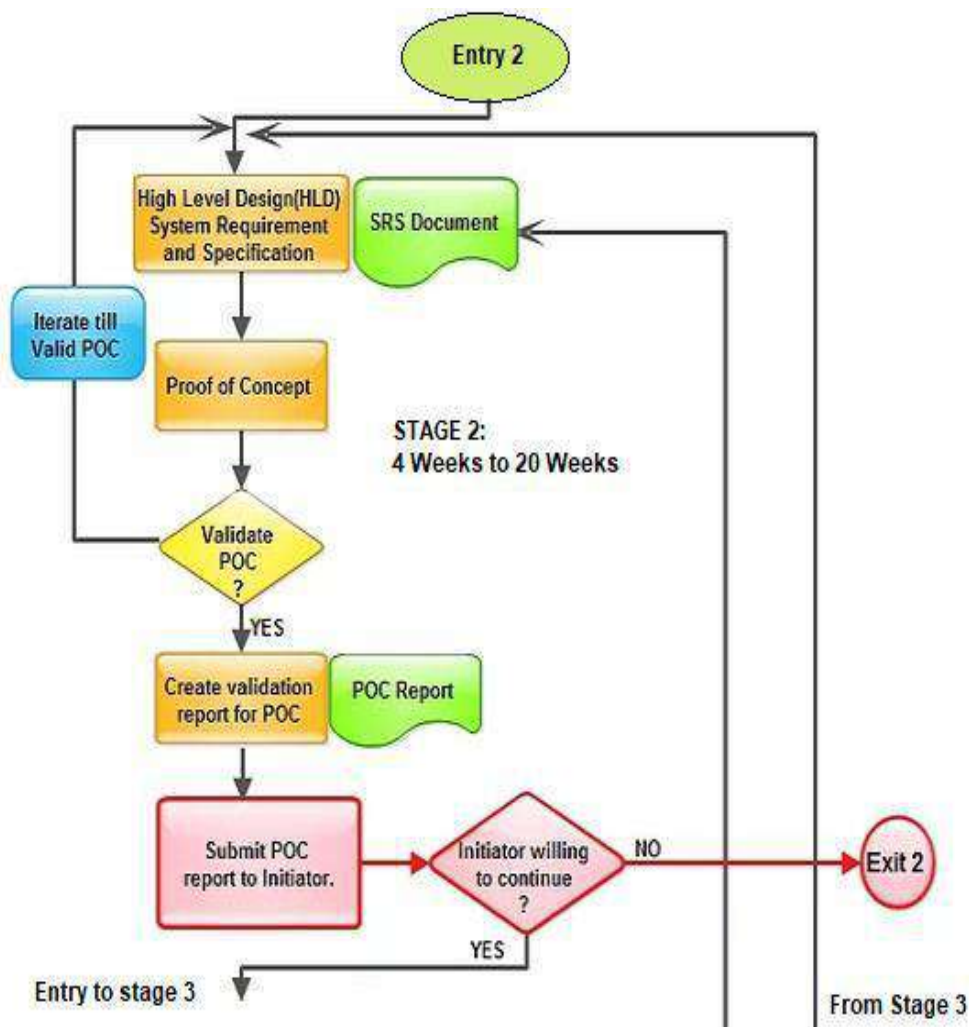 Entry 2
High Level Design(HLD)
System Requirement
and Specification
SRS Document
Iterate till
Valid POC
Proof of Concept
STAGE 2:
4 Weeks to 20 Weeks
Validate
POC
?
YES
Create validation
report for POC
POC Report
Submit POC
report to Initiator.
Initiator willing
to continue
?
NO
Exit 2
YES
Entry to stage 3
From Stage 3